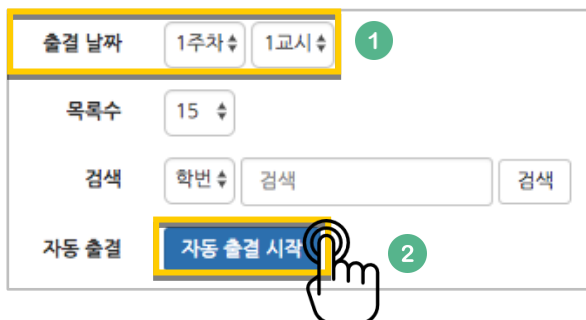 출결 날짜 1주차 1교시 1
목록수 15
검색 학번 검색 검색
자동 출결 자동 출결 시작 2